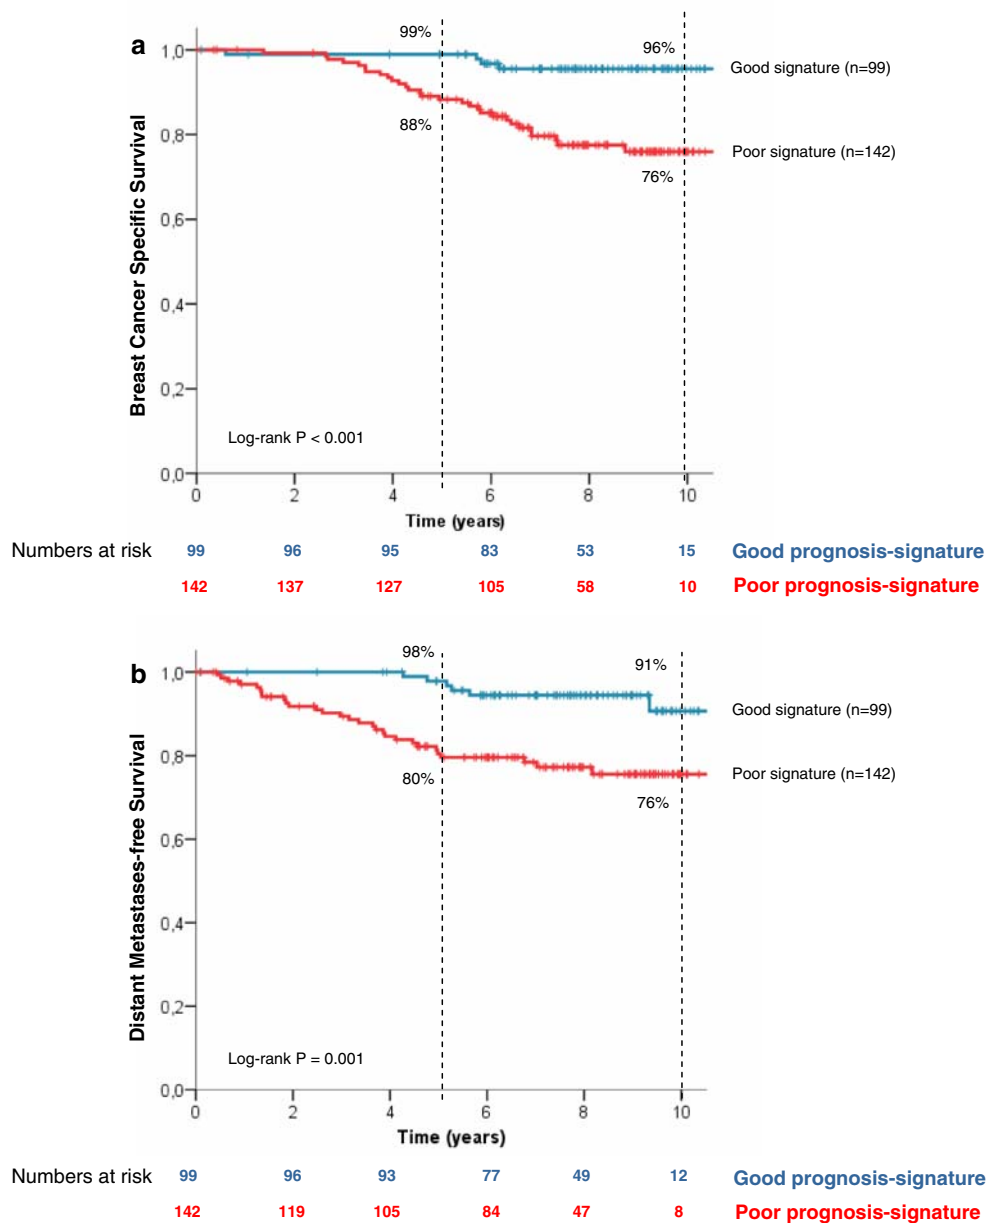 a
99%
96%
1,0
Good signature (n=99)
0,8
88%
Poor signature (n=142)
76%
0,6
Breast Cancer Specific Survival
0,4
0,2
Log-rank P < 0.001
0,0
0 2 4 6 8 10
Time (years)
Numbers at risk 99 96 95 83 53 15 Good prognosis-signature
142 137 127 105 58 10 Poor prognosis-signature
b
98%
91%
1,0
Good signature (n=99)
0,8
80%
Poor signature (n=142)
76%
0,6
Distant Metastases-free Survival
0,4
0,2
Log-rank P = 0.001
0,0
0 2 4 6 8 10
Time (years)
Numbers at risk 99 96 93 77 49 12 Good prognosis-signature
142 119 105 84 47 8 Poor prognosis-signature